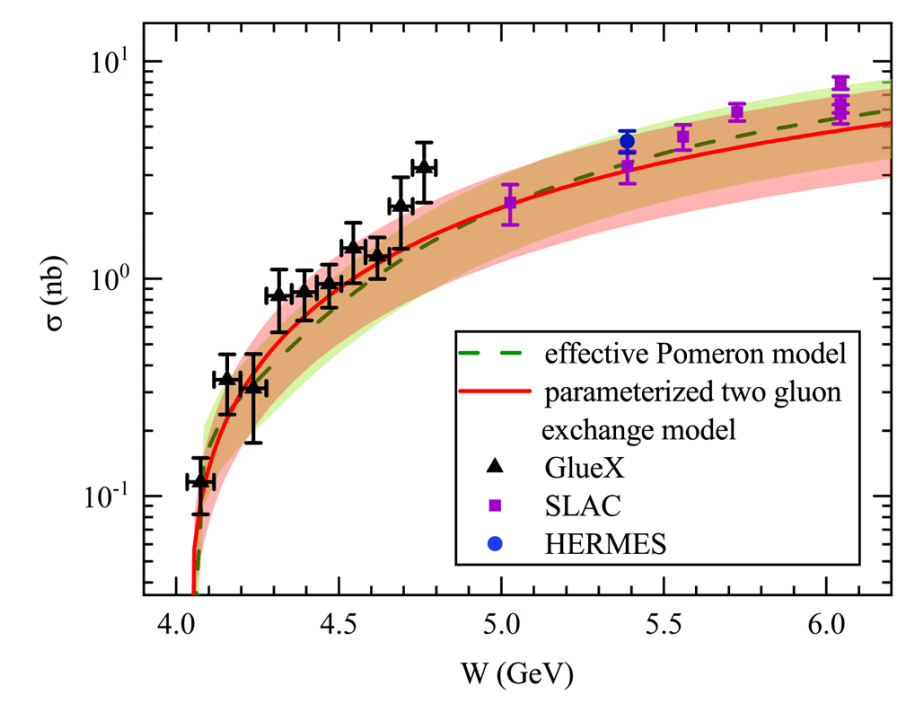 10¹
10⁰
10⁻¹
σ (nb)
effective Pomeron model
parameterized two gluon
exchange model
GlueX
SLAC
HERMES
4.0 4.5 5.0 5.5 6.0
W (GeV)